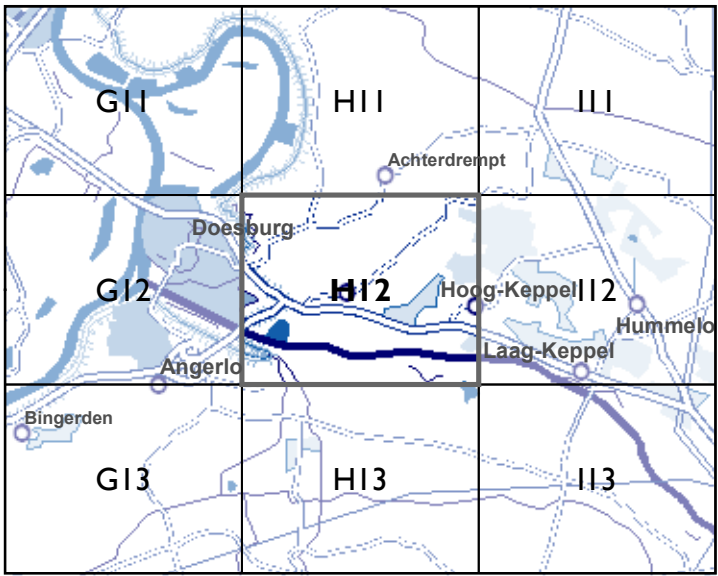 G11 H11 I11
Achterdrempt
Doesburg
G12 H12 Hoog-Keppel I12
Hummelo
Laag-Keppel
Angerlo
Bingerden
G13 H13 I13